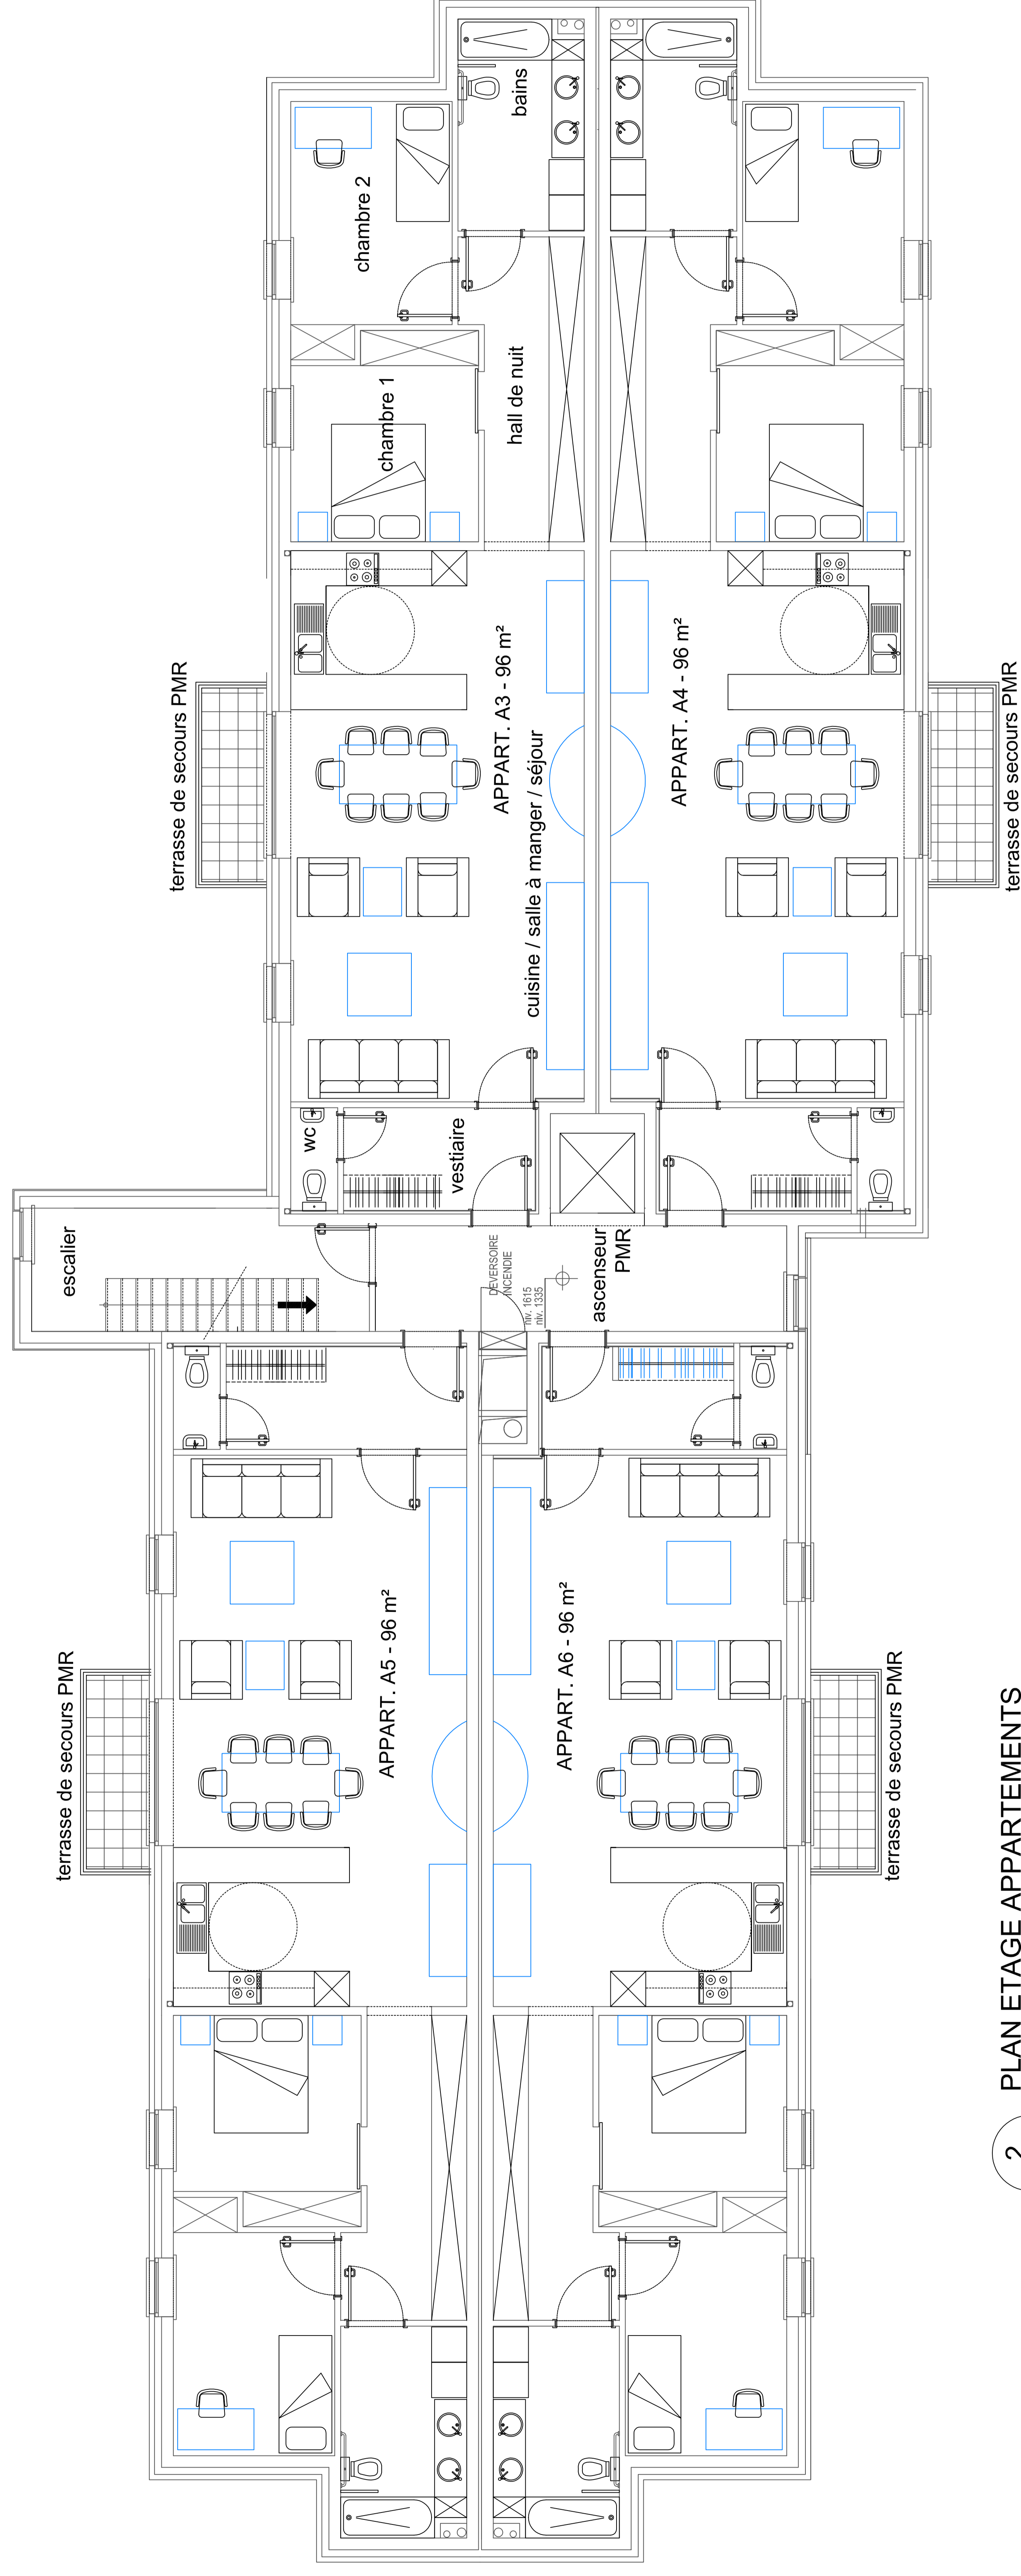 escalier
terrasse de secours PMR
chambre 2
chambre 1
bains
hall de nuit
wc
vestiaire
APPART. A3 - 96 m²
cuisine / salle à manger / séjour
DEVERSOIRE
INCENDIE
niv. 1615
niv. 1335
ascenseur
PMR
APPART. A4 - 96 m²
terrasse de secours PMR
terrasse de secours PMR
APPART. A5 - 96 m²
APPART. A6 - 96 m²
terrasse de secours PMR
2
PLAN ETAGE APPARTEMENTS